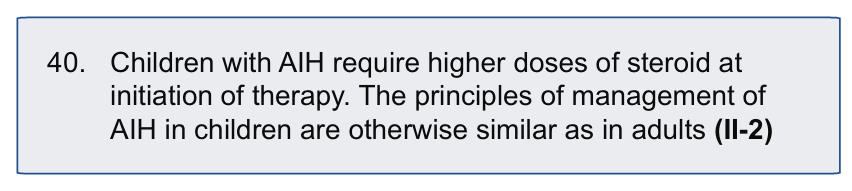 40. Children with AIH require higher doses of steroid at
initiation of therapy. The principles of management of
AIH in children are otherwise similar as in adults (II-2)